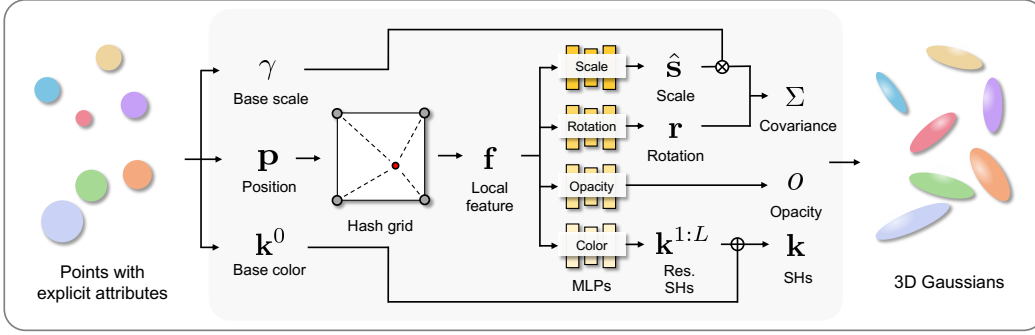 Points with
explicit attributes
γ
Base scale
p
Position
k⁰
Base color
Hash grid
f
Local
feature
Scale
Rotation
Opacity
Color
MLPs
ŝ
Scale
r
Rotation
k¹:ᴸ
Res.
SHs
Σ
Covariance
o
Opacity
k
SHs
3D Gaussians